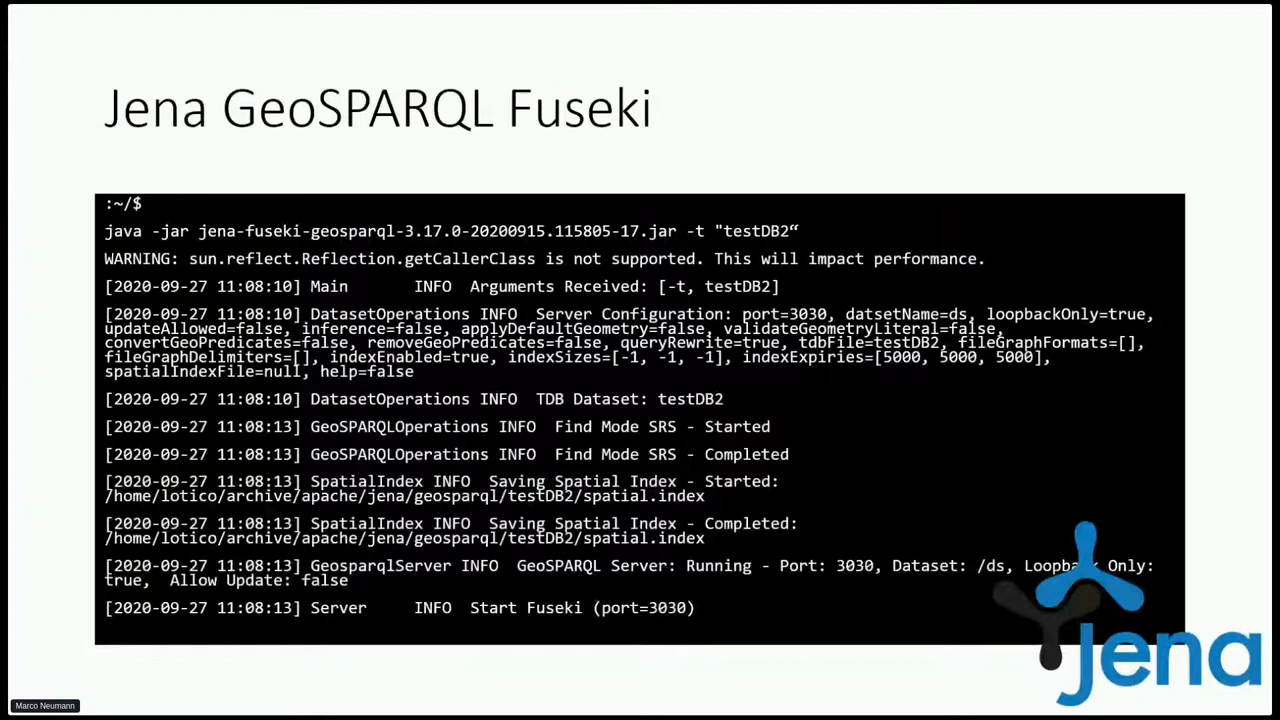 Jena GeoSPARQL Fuseki
:~/$
java -jar jena-fuseki-geosparql-3.17.0-20200915.115805-17.jar -t "testDB2“
WARNING: sun.reflect.Reflection.getCallerClass is not supported. This will impact performance.
[2020-09-27 11:08:10] Main       INFO  Arguments Received: [-t, testDB2]
[2020-09-27 11:08:10] DatasetOperations INFO  Server Configuration: port=3030, datsetName=ds, loopbackOnly=true,
updateAllowed=false, inference=false, applyDefaultGeometry=false, validateGeometryLiteral=false,
convertGeoPredicates=false, removeGeoPredicates=false, queryRewrite=true, tdbFile=testDB2, fileGraphFormats=[],
fileGraphDelimiters=[], indexEnabled=true, indexSizes=[-1, -1, -1], indexExpiries=[5000, 5000, 5000],
spatialIndexFile=null, help=false
[2020-09-27 11:08:10] DatasetOperations INFO  TDB Dataset: testDB2
[2020-09-27 11:08:13] GeoSPARQLOperations INFO  Find Mode SRS - Started
[2020-09-27 11:08:13] GeoSPARQLOperations INFO  Find Mode SRS - Completed
[2020-09-27 11:08:13] SpatialIndex INFO  Saving Spatial Index - Started:
/home/lotico/archive/apache/jena/geosparql/testDB2/spatial.index
[2020-09-27 11:08:13] SpatialIndex INFO  Saving Spatial Index - Completed:
/home/lotico/archive/apache/jena/geosparql/testDB2/spatial.index
[2020-09-27 11:08:13] GeosparqlServer INFO  GeoSPARQL Server: Running - Port: 3030, Dataset: /ds, Loopback Only:
true,  Allow Update: false
[2020-09-27 11:08:13] Server     INFO  Start Fuseki (port=3030)
jena
Marco Neumann